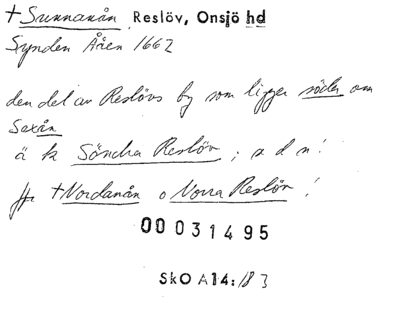 +Sunnanån Reslöv, Onsjö hd
Synden Åren 1662
den del av Reslövs by som ligger söder om
Saxån
ä k Söndra Reslöv ; s d n!
Jfr +Nordanån o Norra Reslöv !
00031495
SkO A14:183